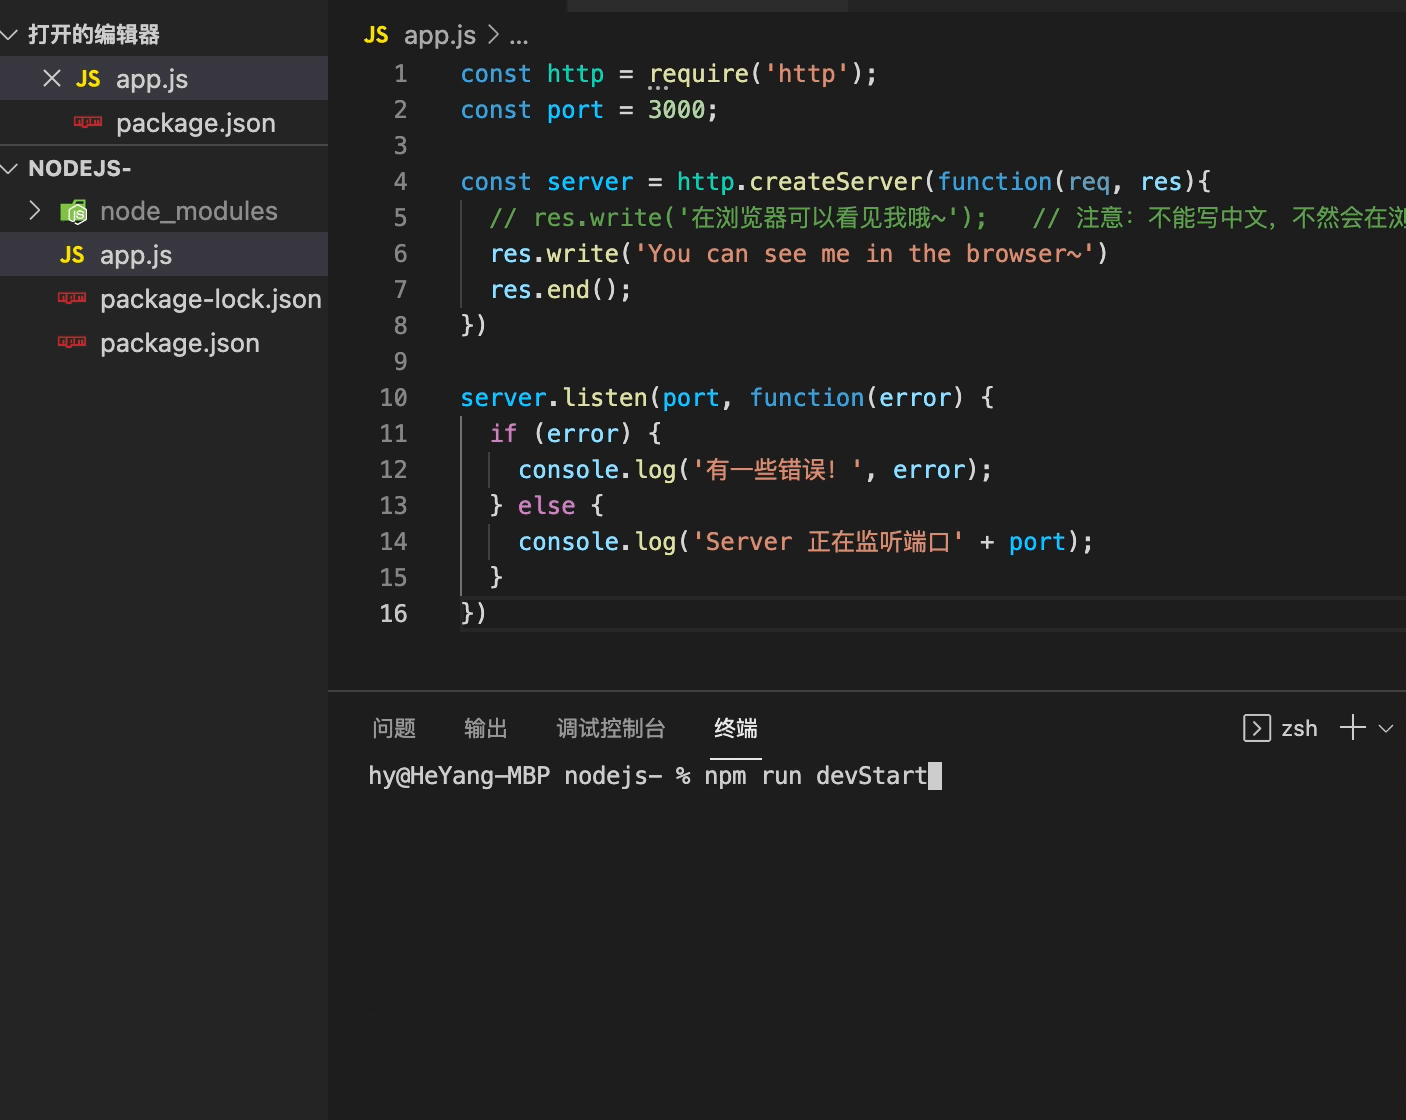 打开的编辑器
JS app.js
package.json
NODEJS-
node_modules
JS app.js
package-lock.json
package.json
JS app.js > ...
1 const http = require('http');
2 const port = 3000;
3
4 const server = http.createServer(function(req, res){
5 // res.write('在浏览器可以看见我哦~'); // 注意：不能写中文，不然会在浏
6 res.write('You can see me in the browser~')
7 res.end();
8 })
9
10 server.listen(port, function(error) {
11 if (error) {
12 console.log('有一些错误！', error);
13 } else {
14 console.log('Server 正在监听端口' + port);
15 }
16 })
问题 输出 调试控制台 终端 zsh
hy@HeYang-MBP nodejs- % npm run devStart